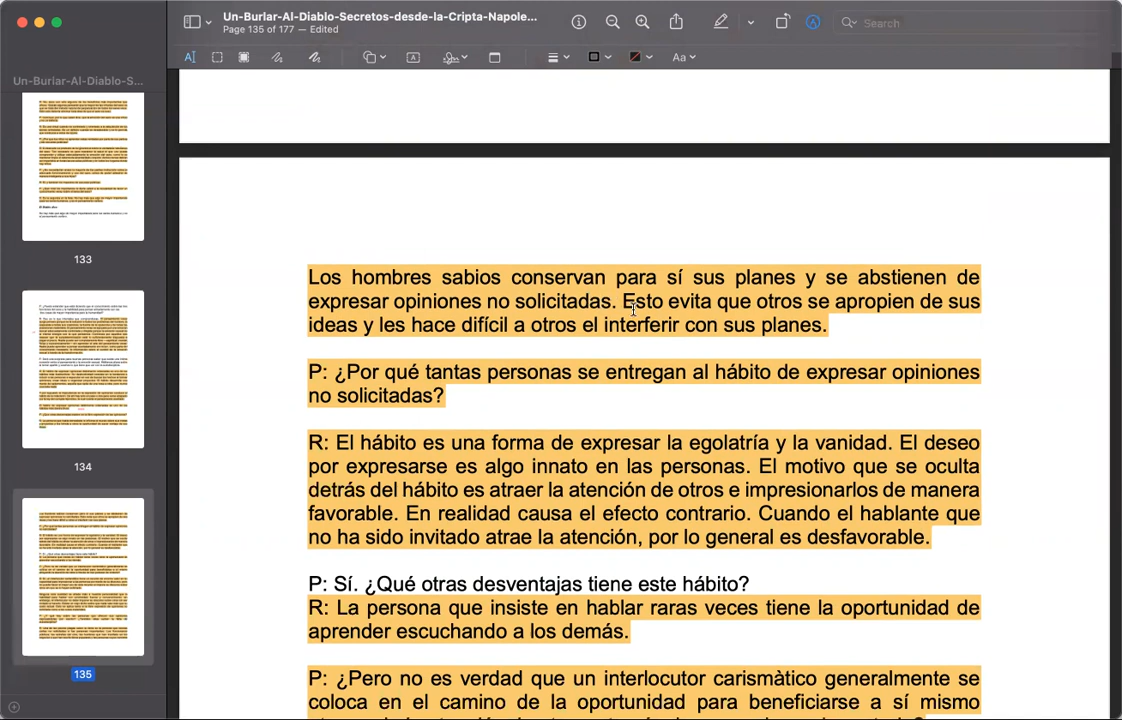 Un-Burlar-Al-Diablo-Secretos-desde-la-Cripta-Napole...
Page 135 of 177 — Edited
Search
Aa
Un-Burlar-Al-Diablo-S...
133
134
135
Los hombres sabios conservan para sí sus planes y se abstienen de
expresar opiniones no solicitadas. Esto evita que otros se apropien de sus
ideas y les hace difícil a otros el interferir con sus planes.
P: ¿Por qué tantas personas se entregan al hábito de expresar opiniones
no solicitadas?
R: El hábito es una forma de expresar la egolatría y la vanidad. El deseo
por expresarse es algo innato en las personas. El motivo que se oculta
detrás del hábito es atraer la atención de otros e impresionarlos de manera
favorable. En realidad causa el efecto contrario. Cuando el hablante que
no ha sido invitado atrae la atención, por lo general es desfavorable.
P: Sí. ¿Qué otras desventajas tiene este hábito?
R: La persona que insiste en hablar raras veces tiene la oportunidad de
aprender escuchando a los demás.
P: ¿Pero no es verdad que un interlocutor carismàtico generalmente se
coloca en el camino de la oportunidad para beneficiarse a sí mismo